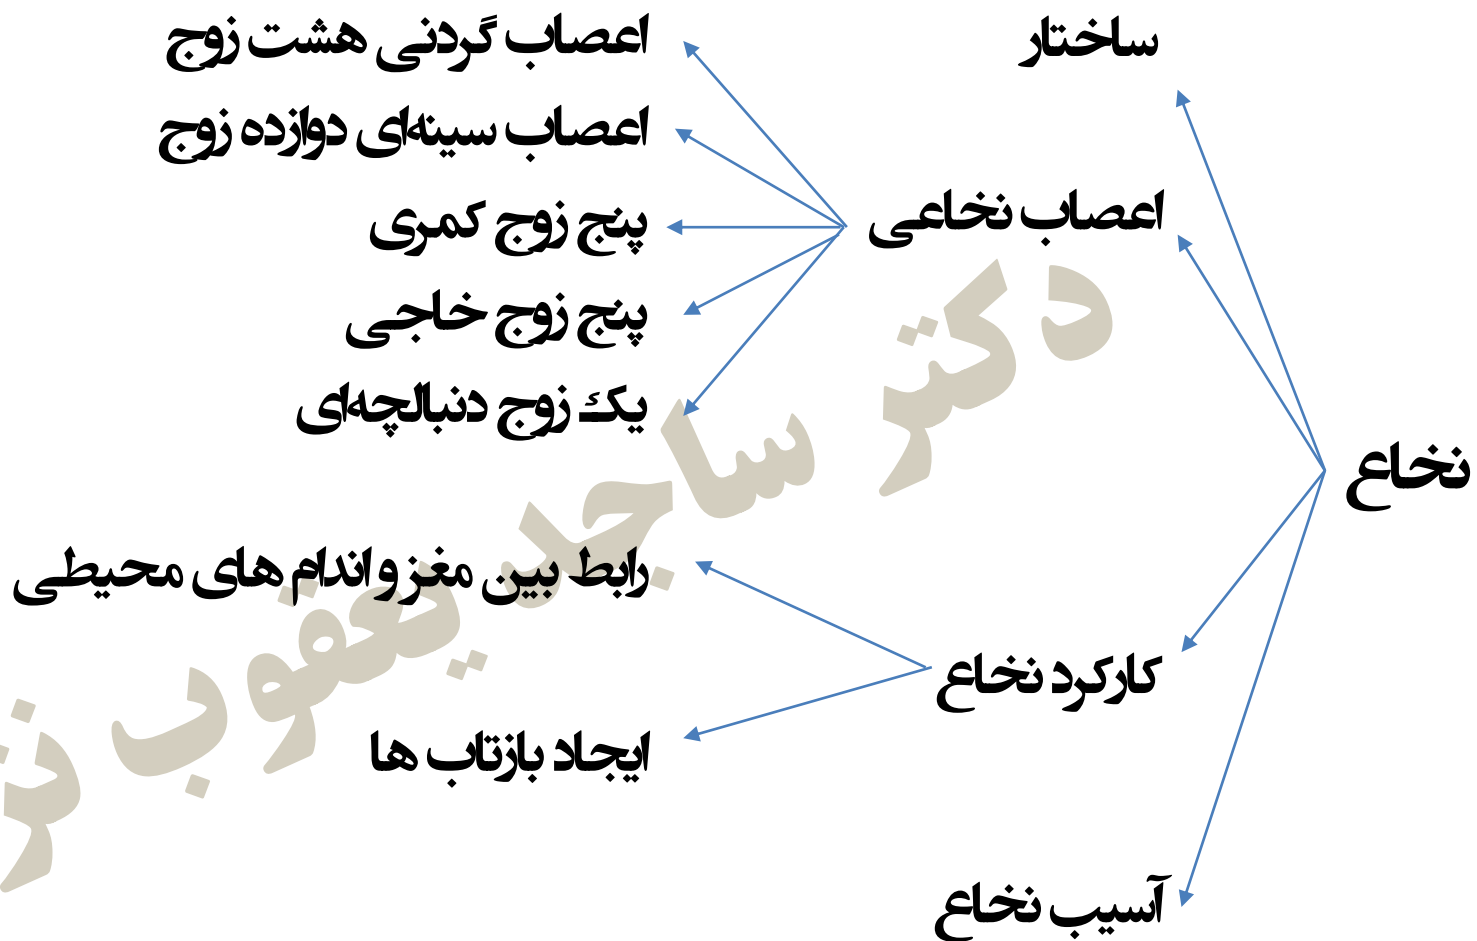 نخاع
ساختار
اعصاب نخاعی
اعصاب گردنی هشت زوج
اعصاب سینه‌ای دوازده زوج
پنج زوج کمری
پنج زوج خاجی
یک زوج دنبالچه‌ای
کارکرد نخاع
رابط بین مغز و اندام های محیطی
ایجاد بازتاب ها
آسیب نخاع
دکتر ساجد یعقوب